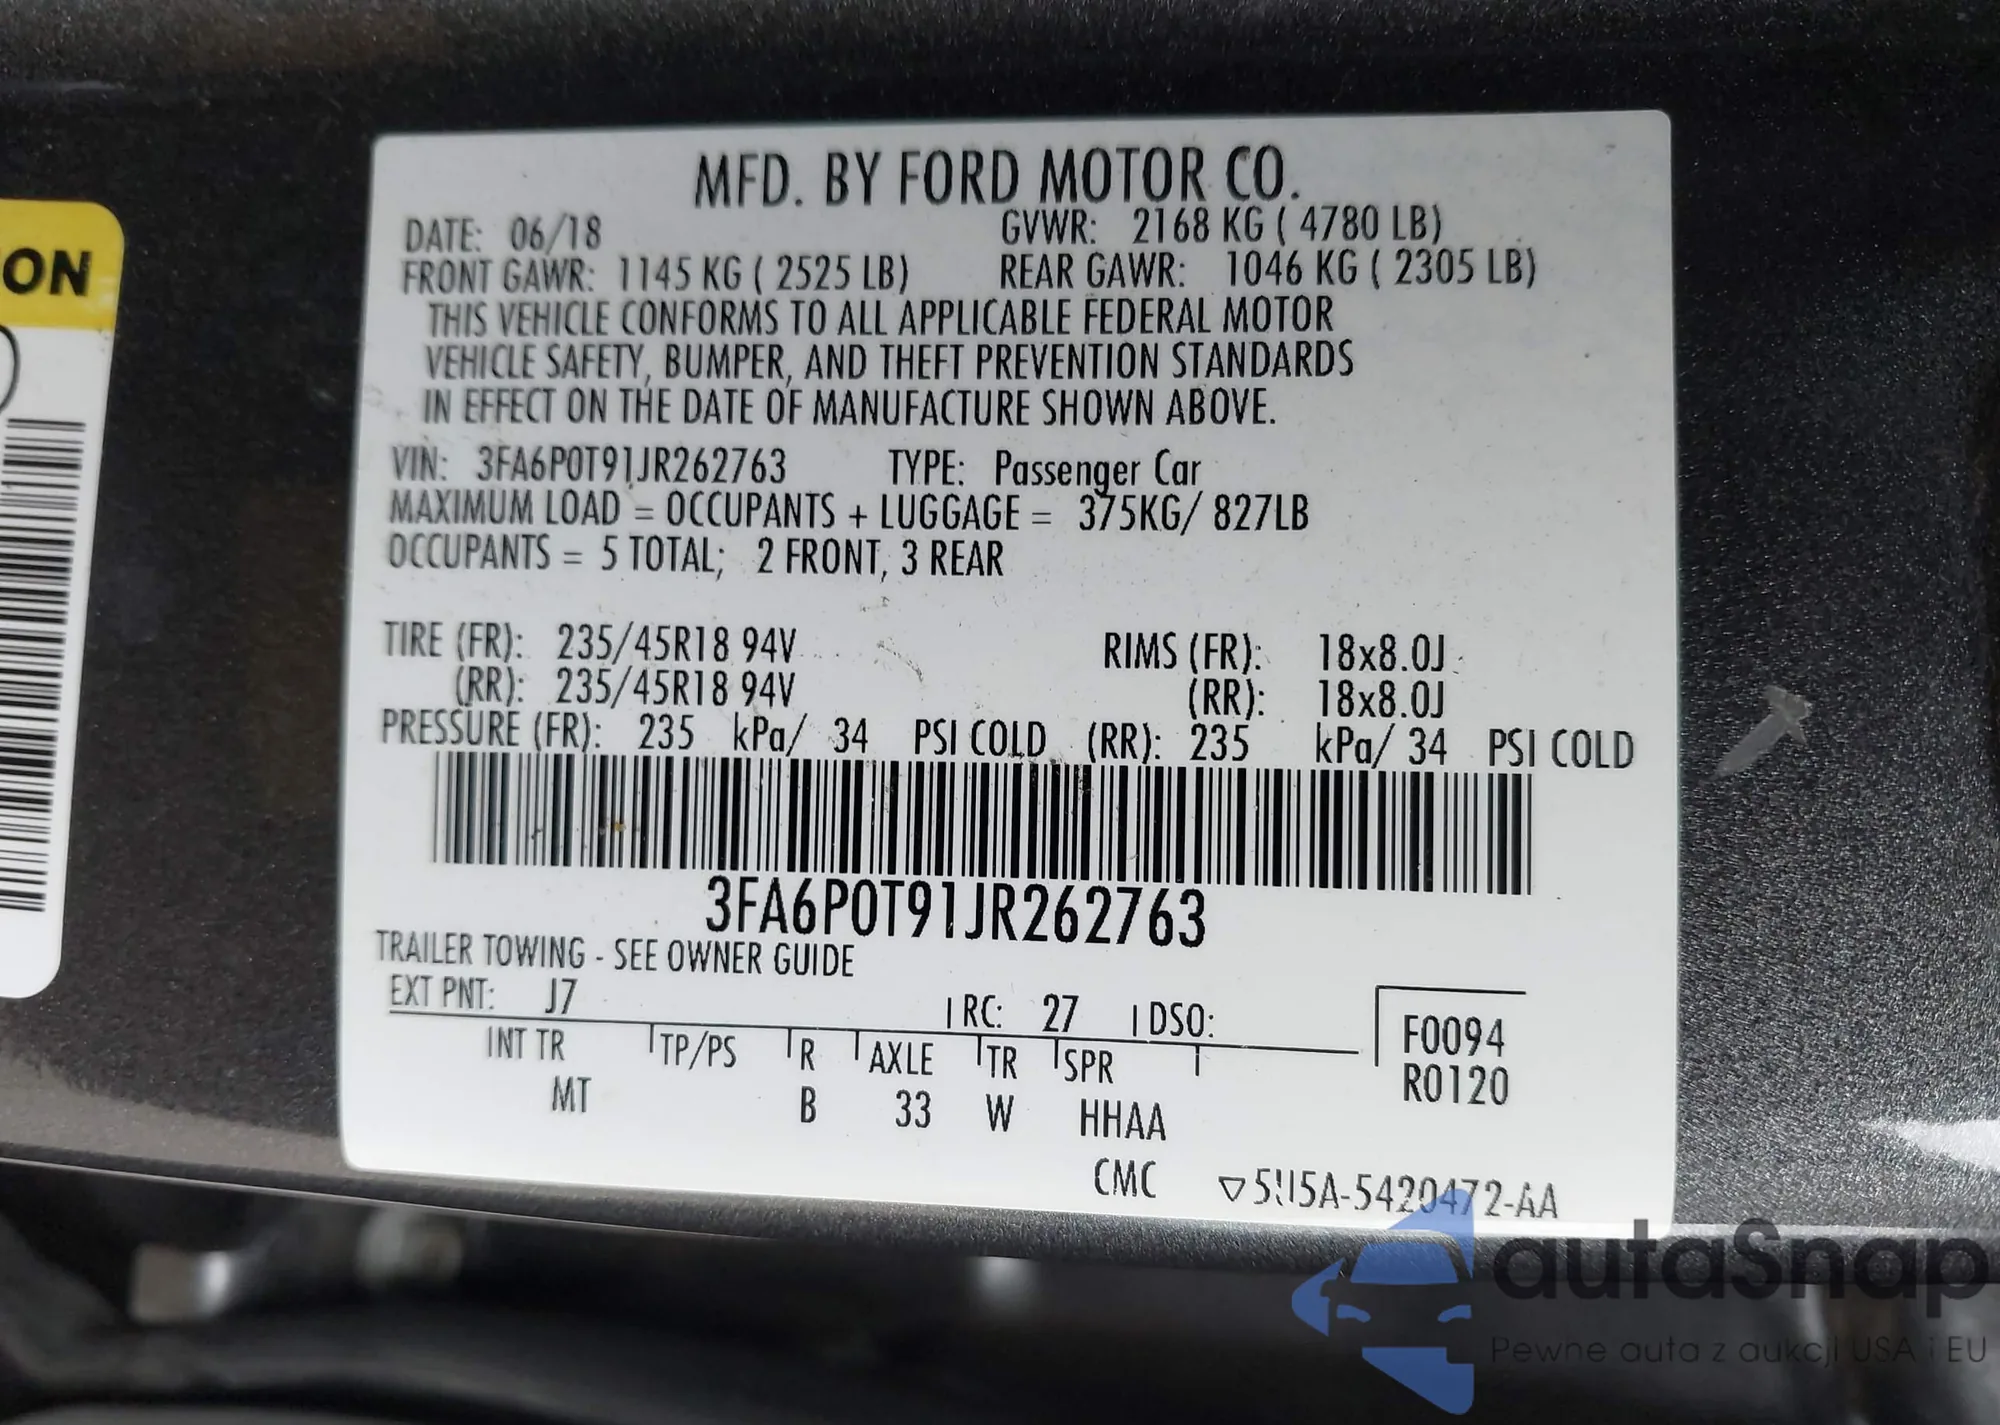 ON
MFD. BY FORD MOTOR CO.
DATE: 06/18 GVWR: 2168 KG ( 4780 LB)
FRONT GAWR: 1145 KG ( 2525 LB) REAR GAWR: 1046 KG ( 2305 LB)
THIS VEHICLE CONFORMS TO ALL APPLICABLE FEDERAL MOTOR
VEHICLE SAFETY, BUMPER, AND THEFT PREVENTION STANDARDS
IN EFFECT ON THE DATE OF MANUFACTURE SHOWN ABOVE.
VIN: 3FA6P0T91JR262763 TYPE: Passenger Car
MAXIMUM LOAD = OCCUPANTS + LUGGAGE = 375KG/ 827LB
OCCUPANTS = 5 TOTAL; 2 FRONT, 3 REAR
TIRE (FR): 235/45R18 94V RIMS (FR): 18x8.0J
(RR): 235/45R18 94V (RR): 18x8.0J
PRESSURE (FR): 235 kPa/ 34 PSI COLD (RR): 235 kPa/ 34 PSI COLD
3FA6P0T91JR262763
TRAILER TOWING - SEE OWNER GUIDE
EXT PNT: J7 RC: 27 DSO:
F0094
R0120
INT TR TP/PS R AXLE TR SPR
MT B 33 W HHAA
CMC ▽5U5A-5420472-AA
autaSnap
Pewne auta z aukcji USA i EU